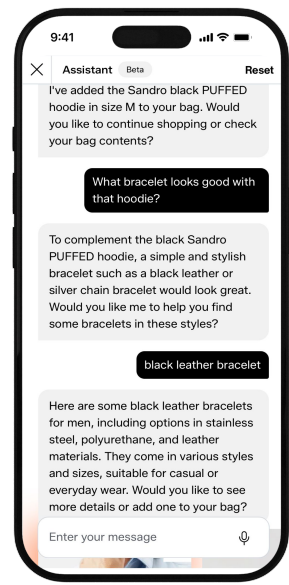 9:41
Assistant Beta Reset
I've added the Sandro black PUFFED
hoodie in size M to your bag. Would
you like to continue shopping or check
your bag contents?
What bracelet looks good with
that hoodie?
To complement the black Sandro
PUFFED hoodie, a simple and stylish
bracelet such as a black leather or
silver chain bracelet would look great.
Would you like me to help you find
some bracelets in these styles?
black leather bracelet
Here are some black leather bracelets
for men, including options in stainless
steel, polyurethane, and leather
materials. They come in various styles
and sizes, suitable for casual or
everyday wear. Would you like to see
more details or add one to your bag?
Enter your message